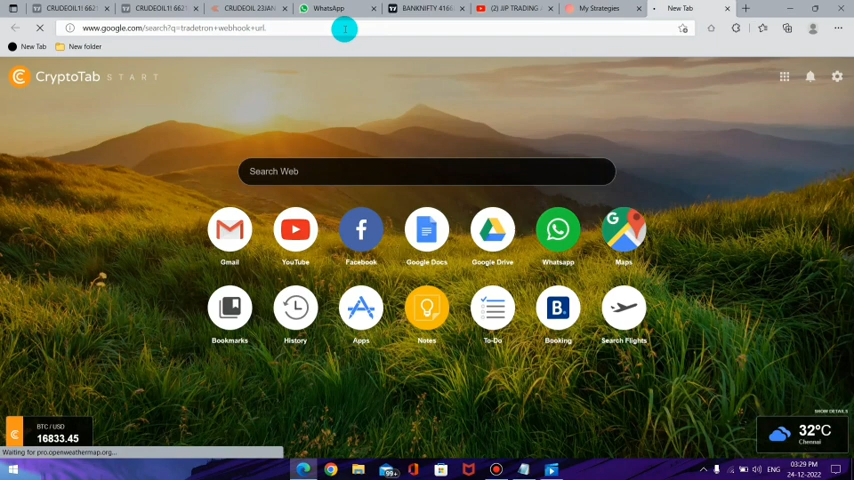 CRUDEOIL1! 662
CRUDEOIL1! 662
CRUDEOIL 23JAN
WhatsApp
BANKNIFTY 4166
(2) JIP TRADING
My Strategies
New Tab
www.google.com/search?q=tradetron+webhook+url.
New Tab
New folder
CryptoTab START
Search Web
Gmail
YouTube
Facebook
Google Docs
Google Drive
Whatsapp
Maps
Bookmarks
History
Apps
Notes
To-Do
Booking
Search Flights
SHOW DETAILS
BTC / USD
16833.45
32°C
Chennai
Waiting for pro.openweathermap.org...
99+
ENG
03:29 PM
24-12-2022